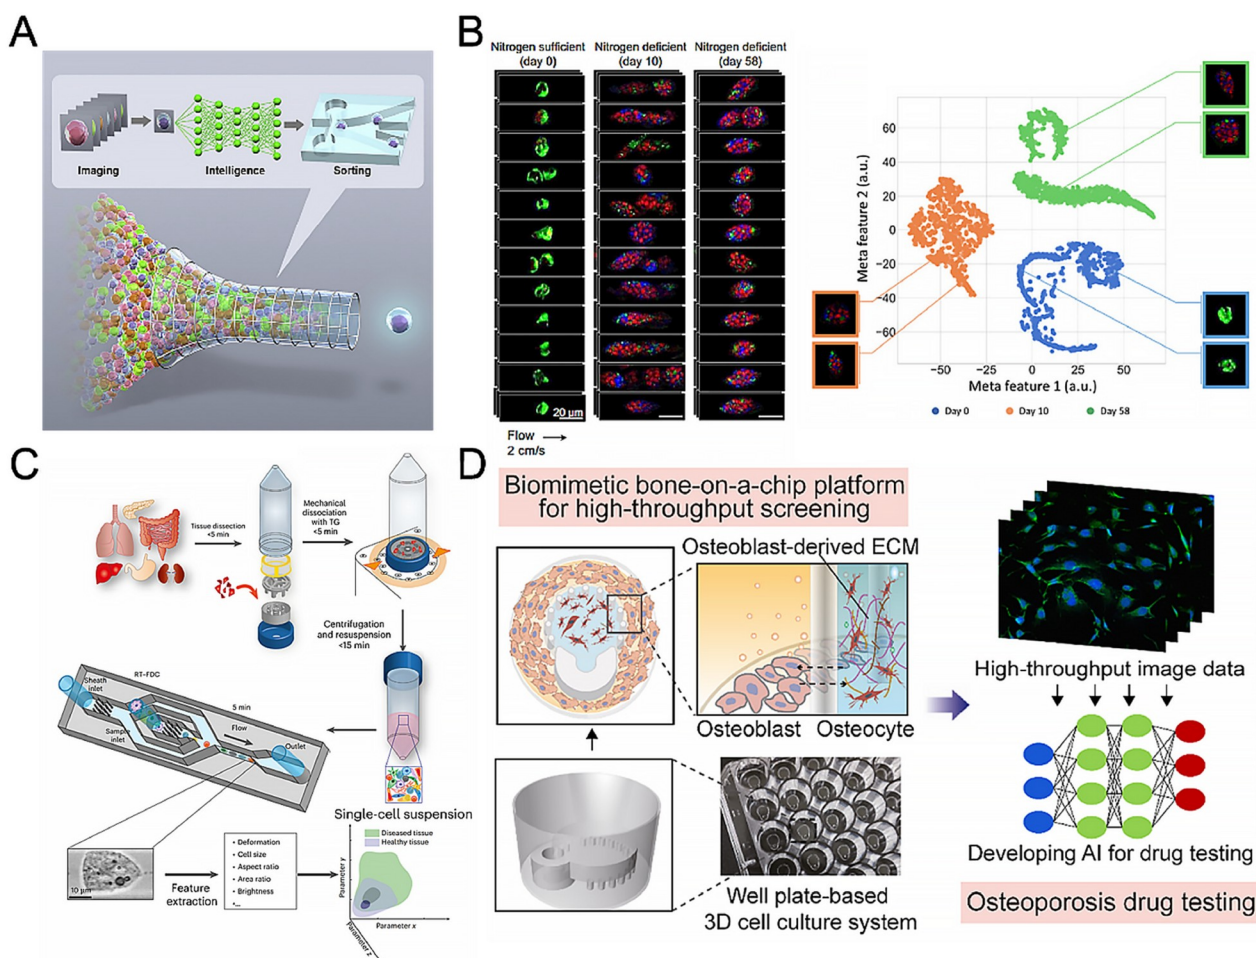 A
Imaging
Intelligence
Sorting
B
Nitrogen sufficient
(day 0)
Nitrogen deficient
(day 10)
Nitrogen deficient
(day 58)
20 μm
Flow
2 cm/s
Meta feature 2 (a.u.)
60
40
20
0
−20
−40
−60
−50
−25
0
25
50
Meta feature 1 (a.u.)
Day 0
Day 10
Day 58
C
Tissue dissection
<5 min
Mechanical
dissociation
with TG
<5 min
Centrifugation
and resuspension
<15 min
Sheath
inlet
RT-FDC
5 min
Flow
Sample
inlet
Outlet
Single-cell suspension
10 μm
Feature
extraction
• Deformation
• Cell size
• Aspect ratio
• Area ratio
• Brightness
•...
Diseased tissue
Healthy tissue
Parameter y
Parameter x
Parameter z
D
Biomimetic bone-on-a-chip platform
for high-throughput screening
Osteoblast-derived ECM
Osteoblast
Osteocyte
Well plate-based
3D cell culture system
High-throughput image data
Developing AI for drug testing
Osteoporosis drug testing